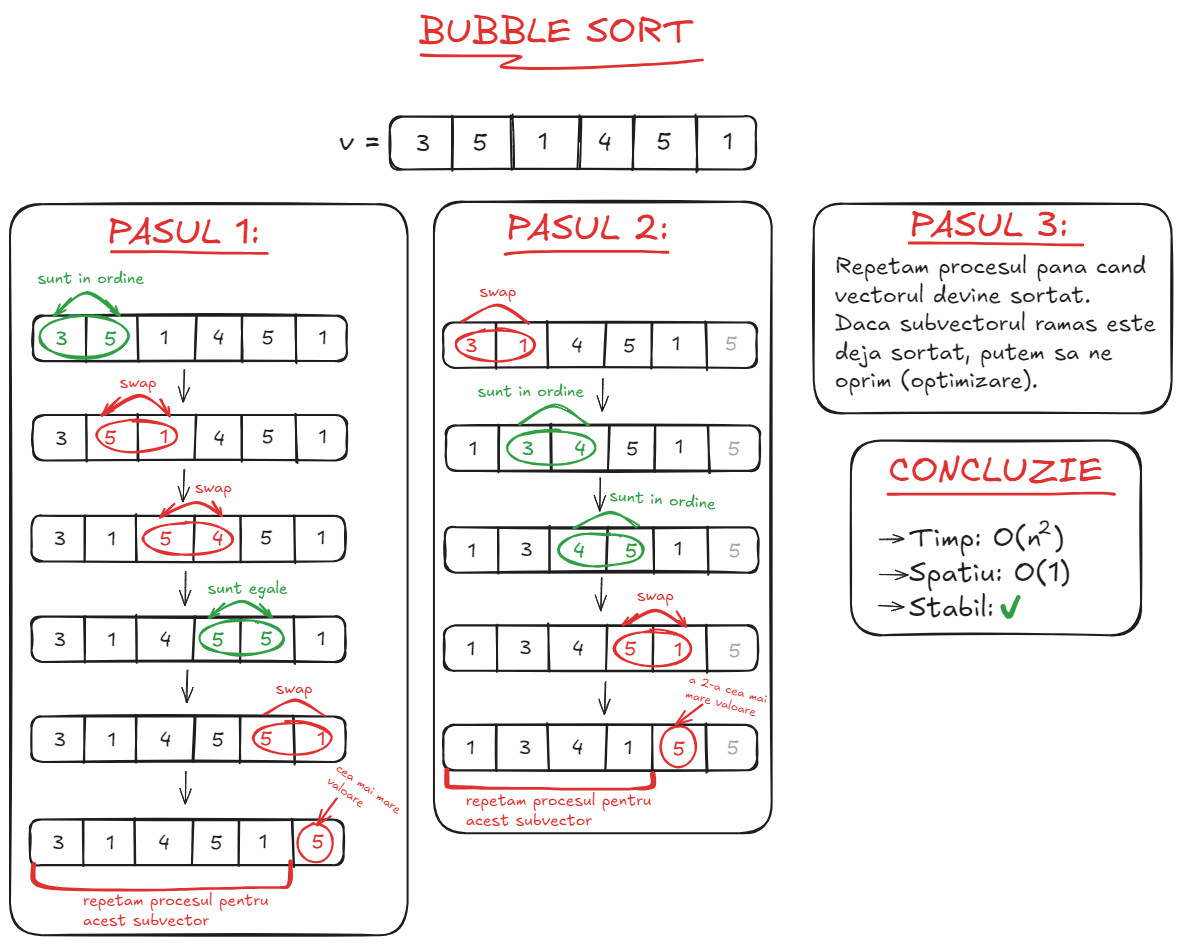 BUBBLE SORT
v = 3 5 1 4 5 1
PASUL 1:
sunt in ordine
3 5 1 4 5 1
swap
3 5 1 4 5 1
swap
3 1 5 4 5 1
sunt egale
3 1 4 5 5 1
swap
3 1 4 5 5 1
cea mai mare
valoare
3 1 4 5 1 5
repetam procesul pentru
acest subvector
PASUL 2:
swap
3 1 4 5 1 5
sunt in ordine
1 3 4 5 1 5
sunt in ordine
1 3 4 5 1 5
swap
1 3 4 5 1 5
a 2-a cea mai
mare valoare
1 3 4 1 5 5
repetam procesul pentru
acest subvector
PASUL 3:
Repetam procesul pana cand
vectorul devine sortat.
Daca subvectorul ramas este
deja sortat, putem sa ne
oprim (optimizare).
CONCLUZIE
→Timp: O(n²)
→Spatiu: O(1)
→Stabil: ✓